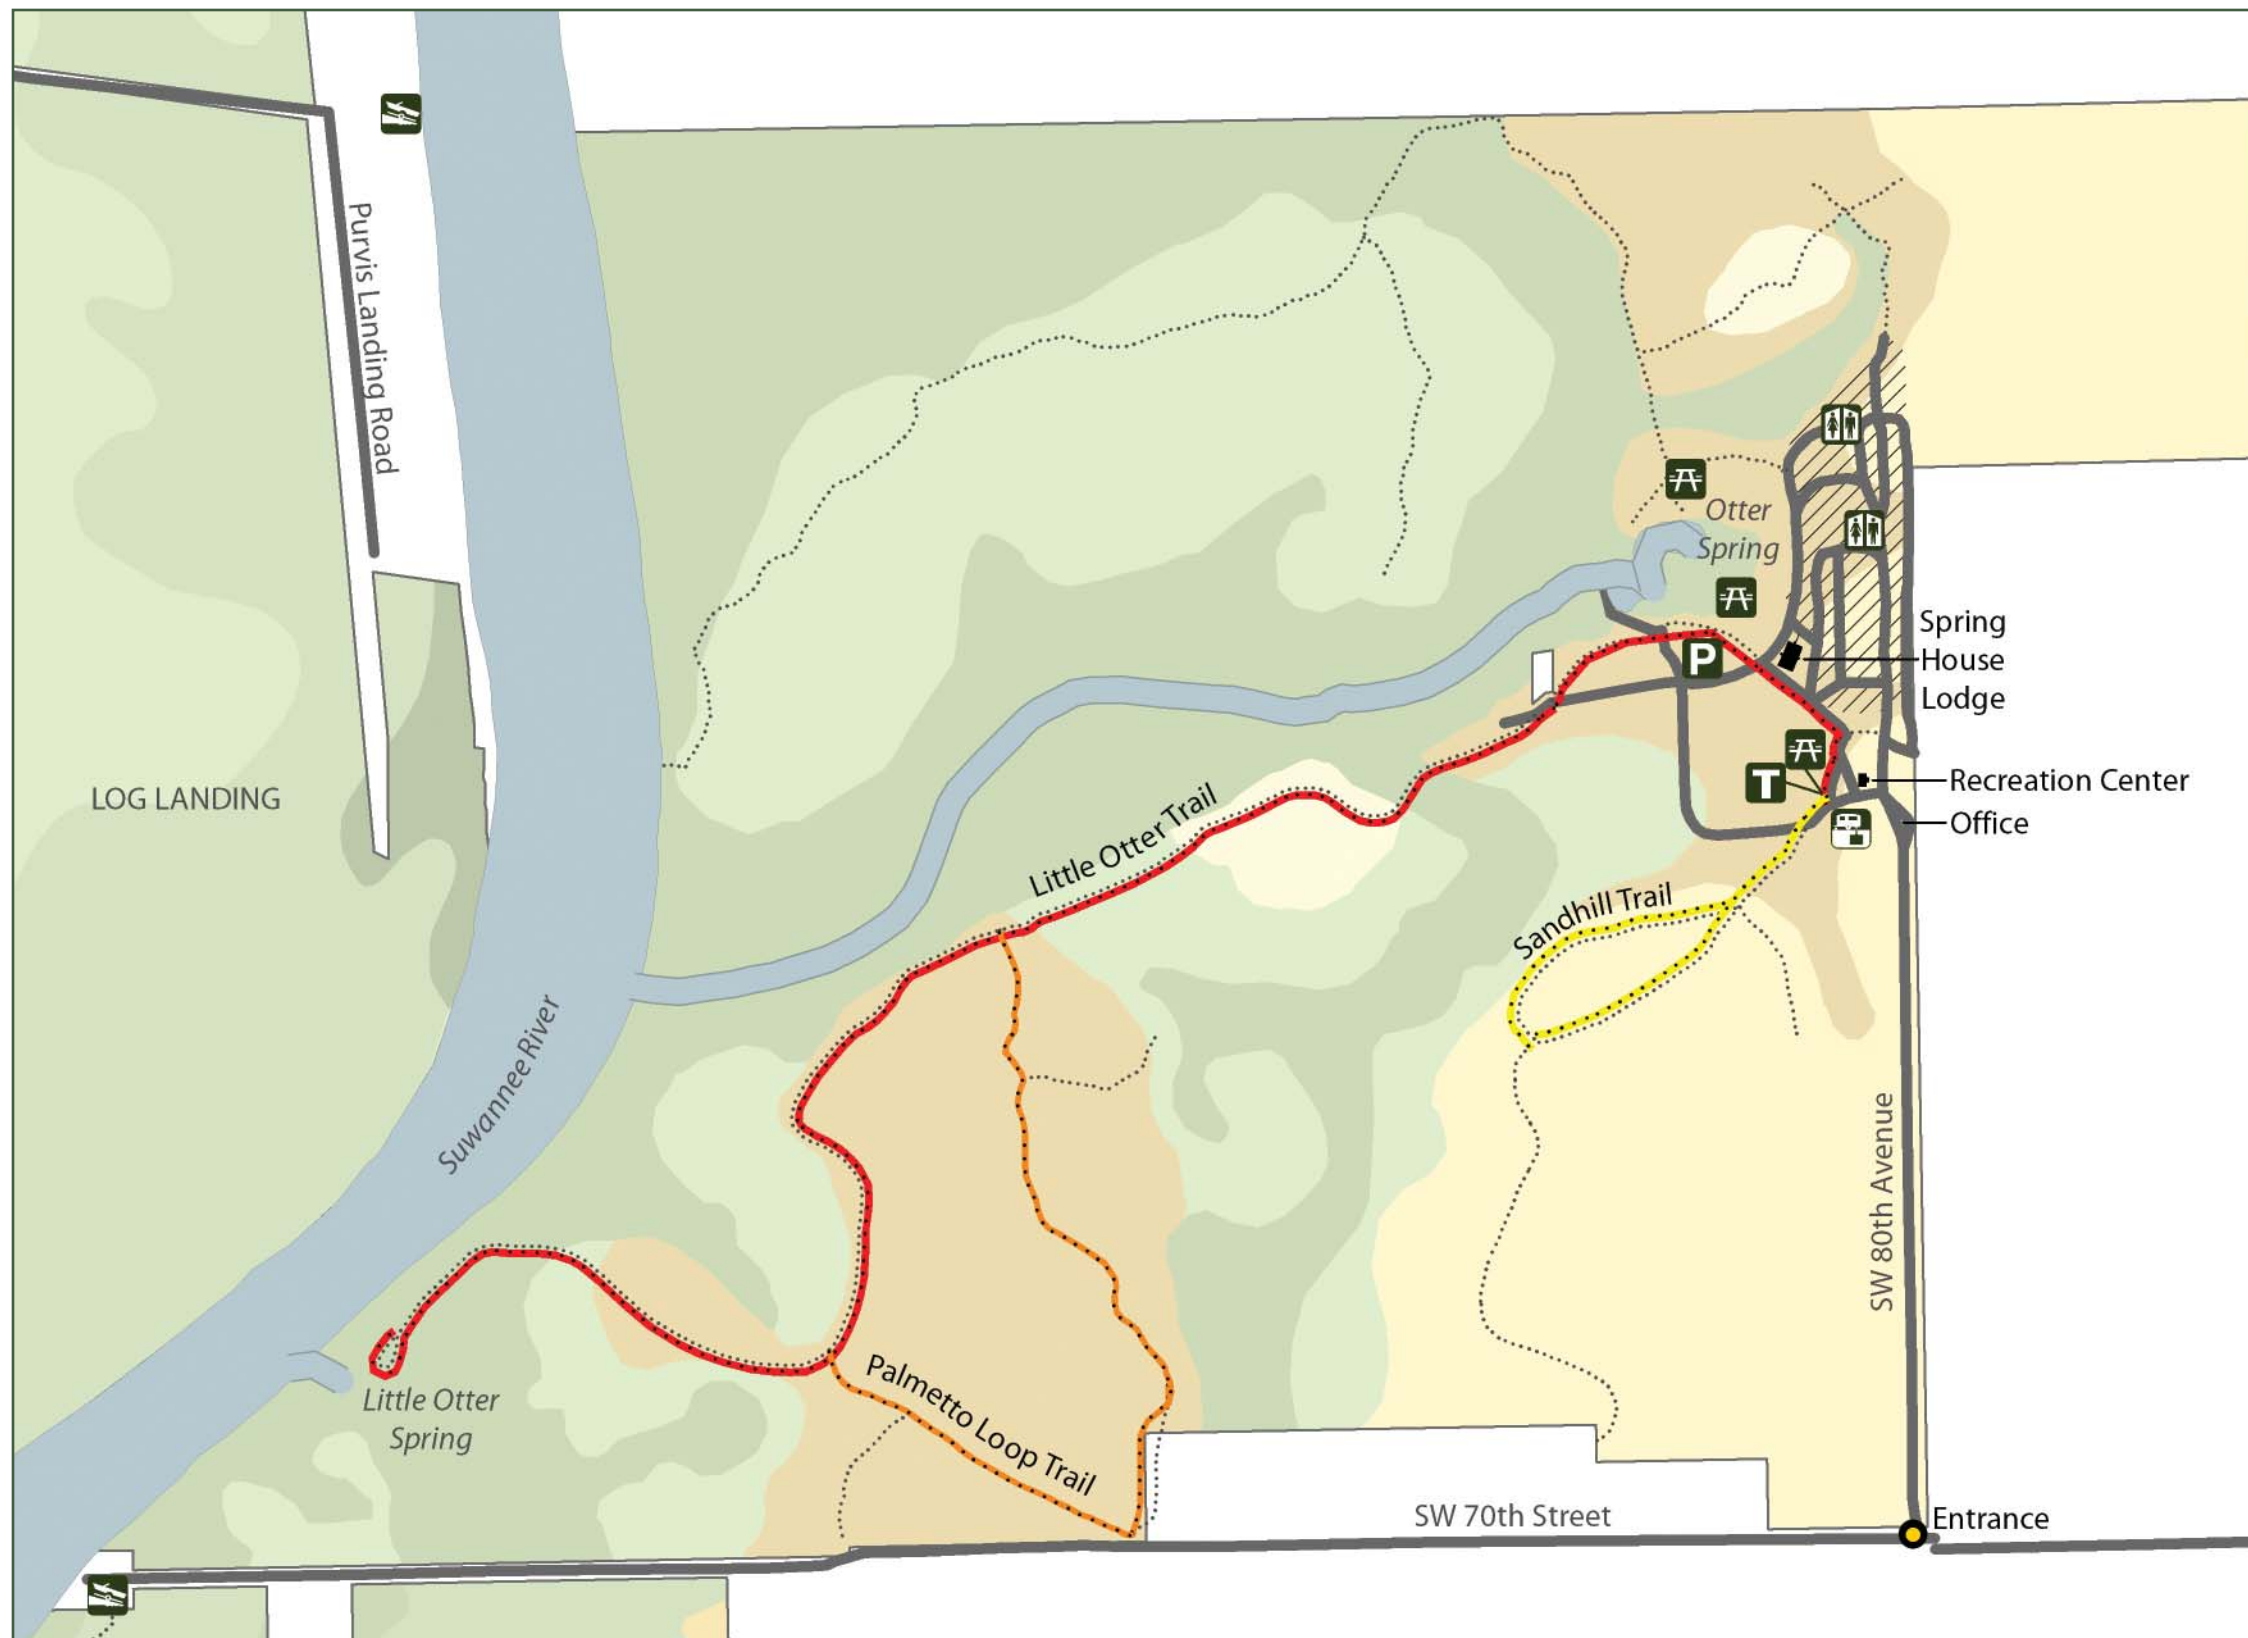 Purvis Landing Road
Otter
Spring
Spring
House
Lodge
P
T
Recreation Center
Office
LOG LANDING
Little Otter Trail
Sandhill Trail
Suwannee River
SW 80th Avenue
Little Otter
Spring
Palmetto Loop Trail
SW 70th Street
Entrance